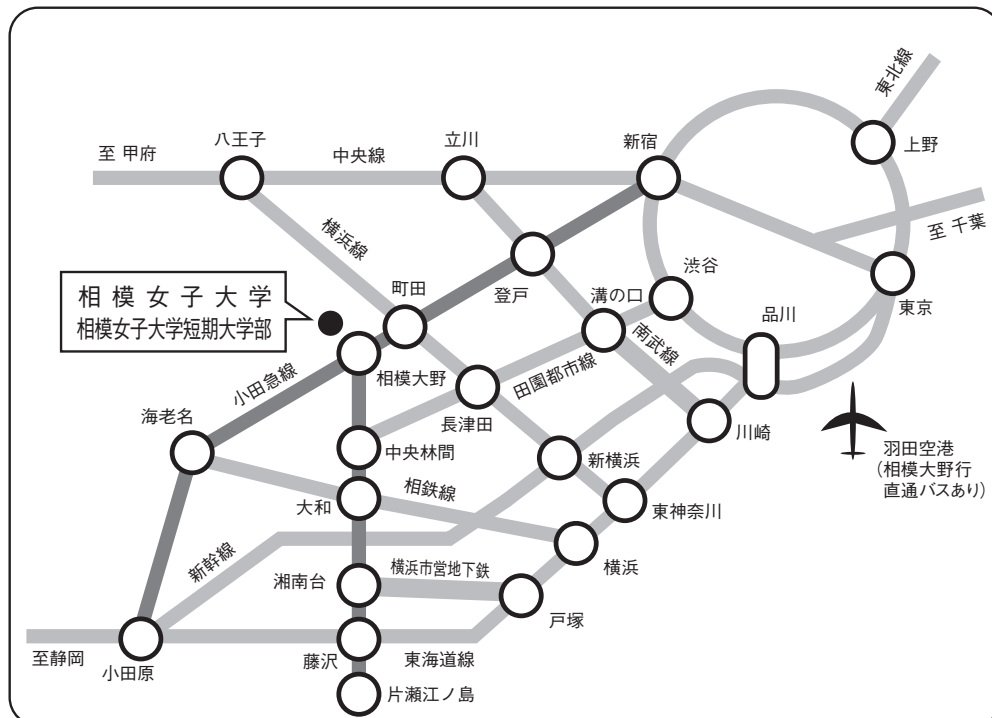 東北線
八王子
立川
新宿
上野
至 甲府
中央線
至 千葉
横浜線
渋谷
相模女子大学
相模女子大学短期大学部
町田
登戸
溝の口
品川
東京
南武線
小田急線
相模大野
田園都市線
海老名
長津田
川崎
中央林間
新横浜
羽田空港
(相模大野行
直通バスあり)
相鉄線
大和
東神奈川
新幹線
横浜市営地下鉄
横浜
湘南台
戸塚
至静岡
小田原
藤沢
東海道線
片瀬江ノ島